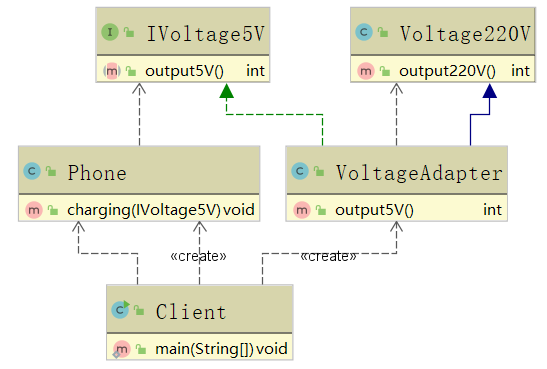 I IVoltage5V
m output5V() int
C Voltage220V
m output220V() int
C Phone
m charging(IVoltage5V) void
C VoltageAdapter
m output5V() int
«create»
«create»
C Client
m main(String[]) void